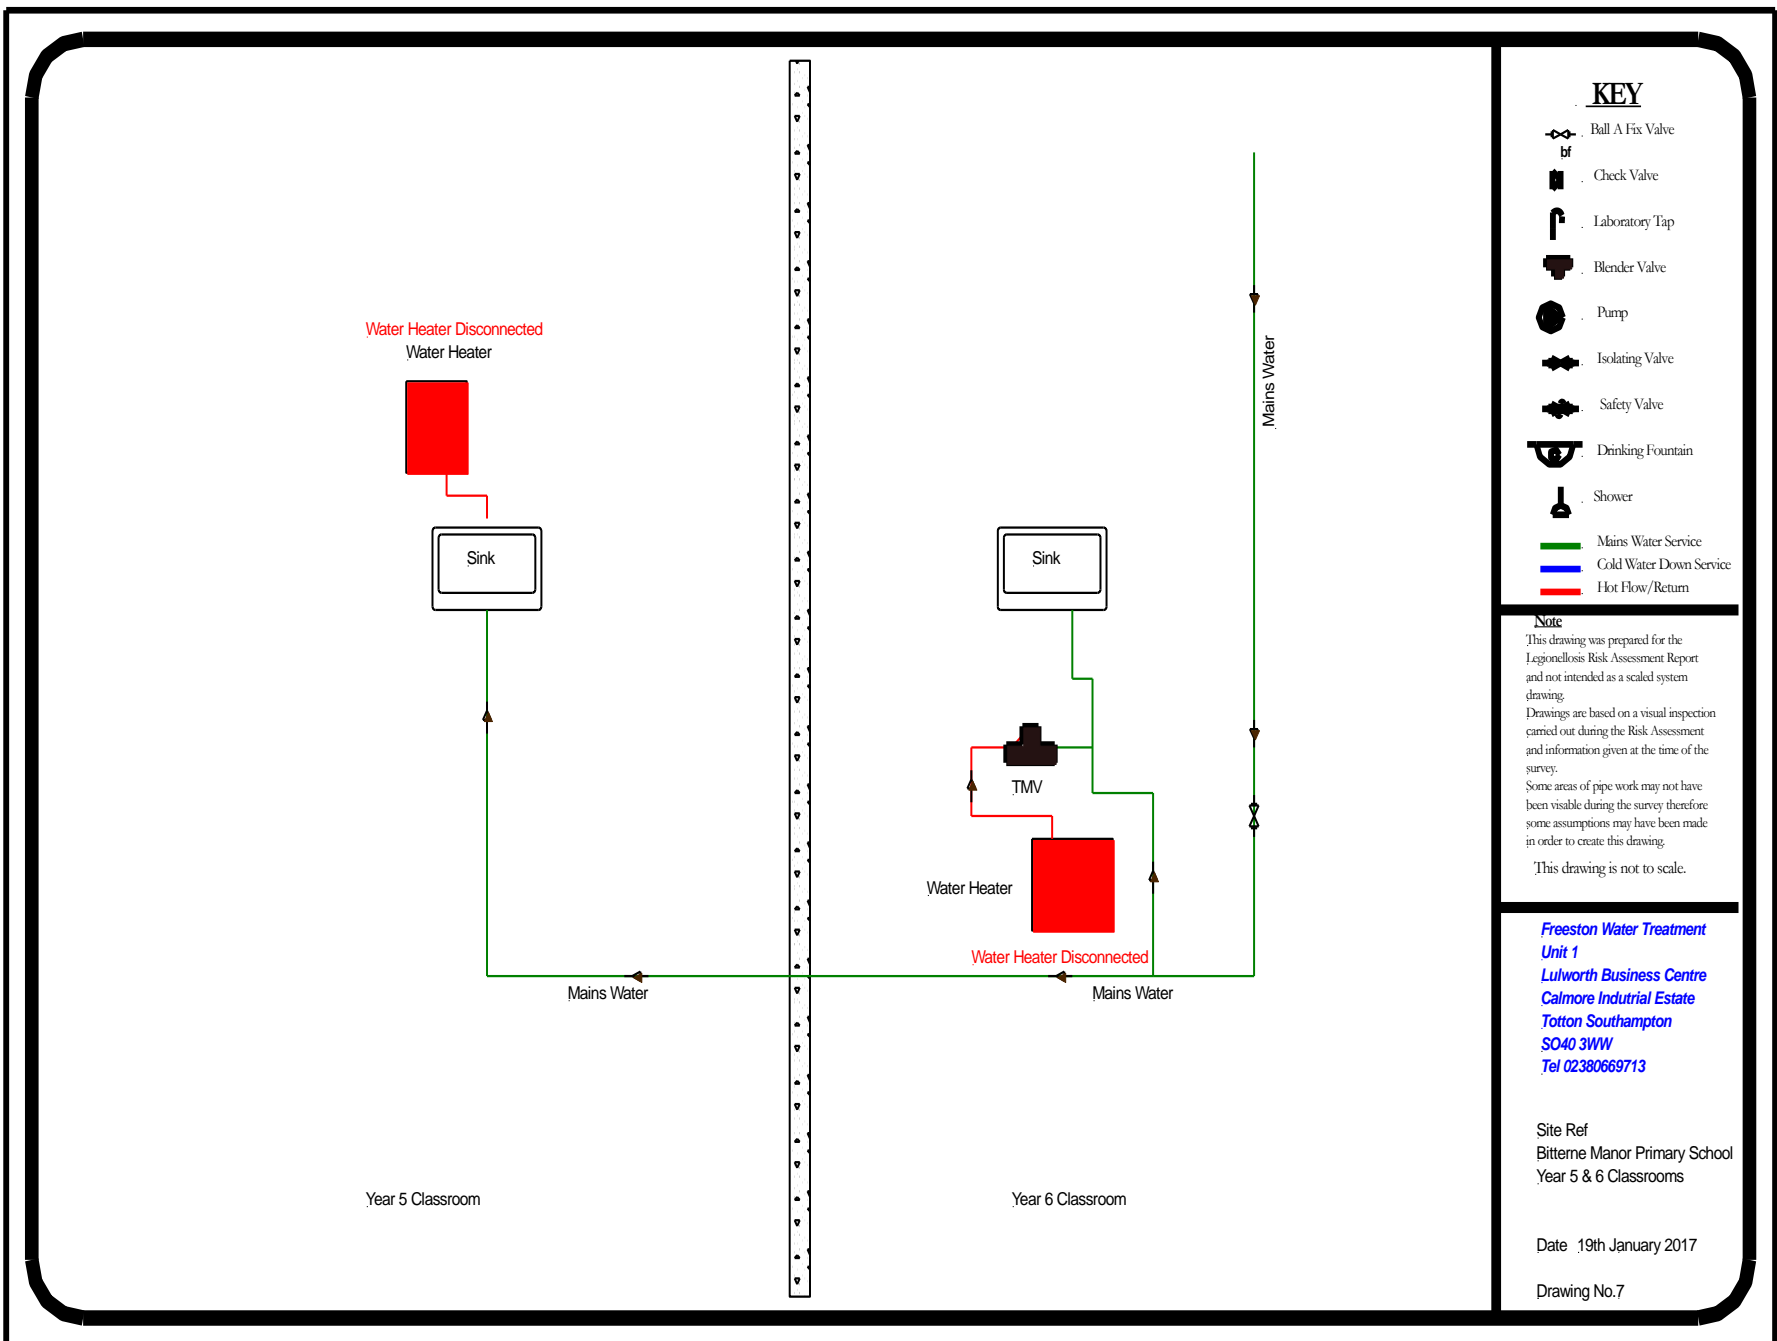 Water Heater Disconnected
Water Heater
Sink
Mains Water
Year 5 Classroom
Mains Water
Sink
TMV
Water Heater
Water Heater Disconnected
Mains Water
Year 6 Classroom
KEY
Ball A Fix Valve
bf
Check Valve
Laboratory Tap
Blender Valve
Pump
Isolating Valve
Safety Valve
Drinking Fountain
Shower
Mains Water Service
Cold Water Down Service
Hot Flow/Return
Note
This drawing was prepared for the
Legionellosis Risk Assessment Report
and not intended as a scaled system
drawing.
Drawings are based on a visual inspection
carried out during the Risk Assessment
and information given at the time of the
survey.
Some areas of pipe work may not have
been visable during the survey therefore
some assumptions may have been made
in order to create this drawing.
This drawing is not to scale.
Freeston Water Treatment
Unit 1
Lulworth Business Centre
Calmore Indutrial Estate
Totton Southampton
SO40 3WW
Tel 02380669713
Site Ref
Bitterne Manor Primary School
Year 5 & 6 Classrooms
Date 19th January 2017
Drawing No.7